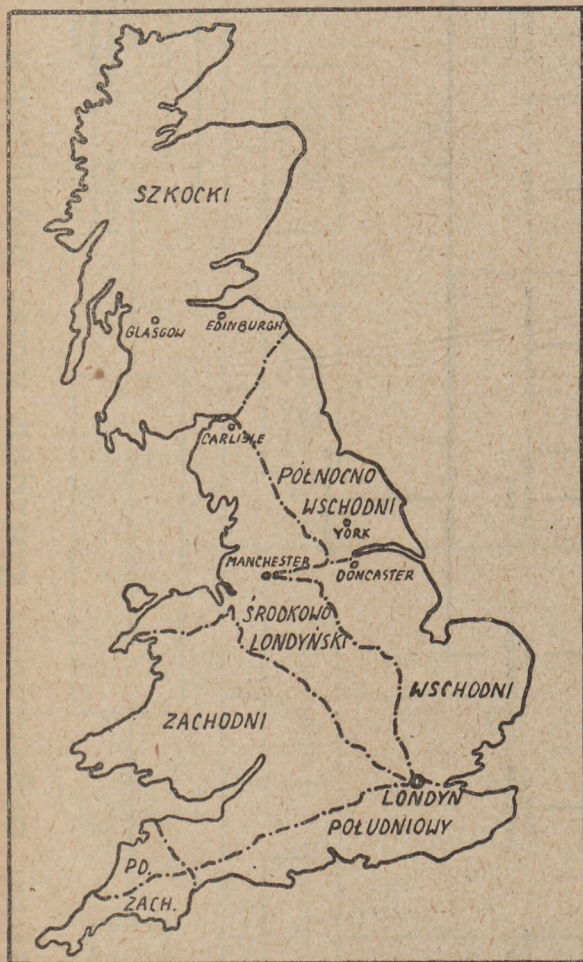 SZKOCKI
GLASGOW
EDINBURGH
CARLISLE
PÓŁNOCNO
WSCHODNI
YORK
MANCHESTER
DONCASTER
ŚRODKOWO
LONDYŃSKI
WSCHODNI
ZACHODNI
LONDYN
POŁUDNIOWY
PD.
ZACH.